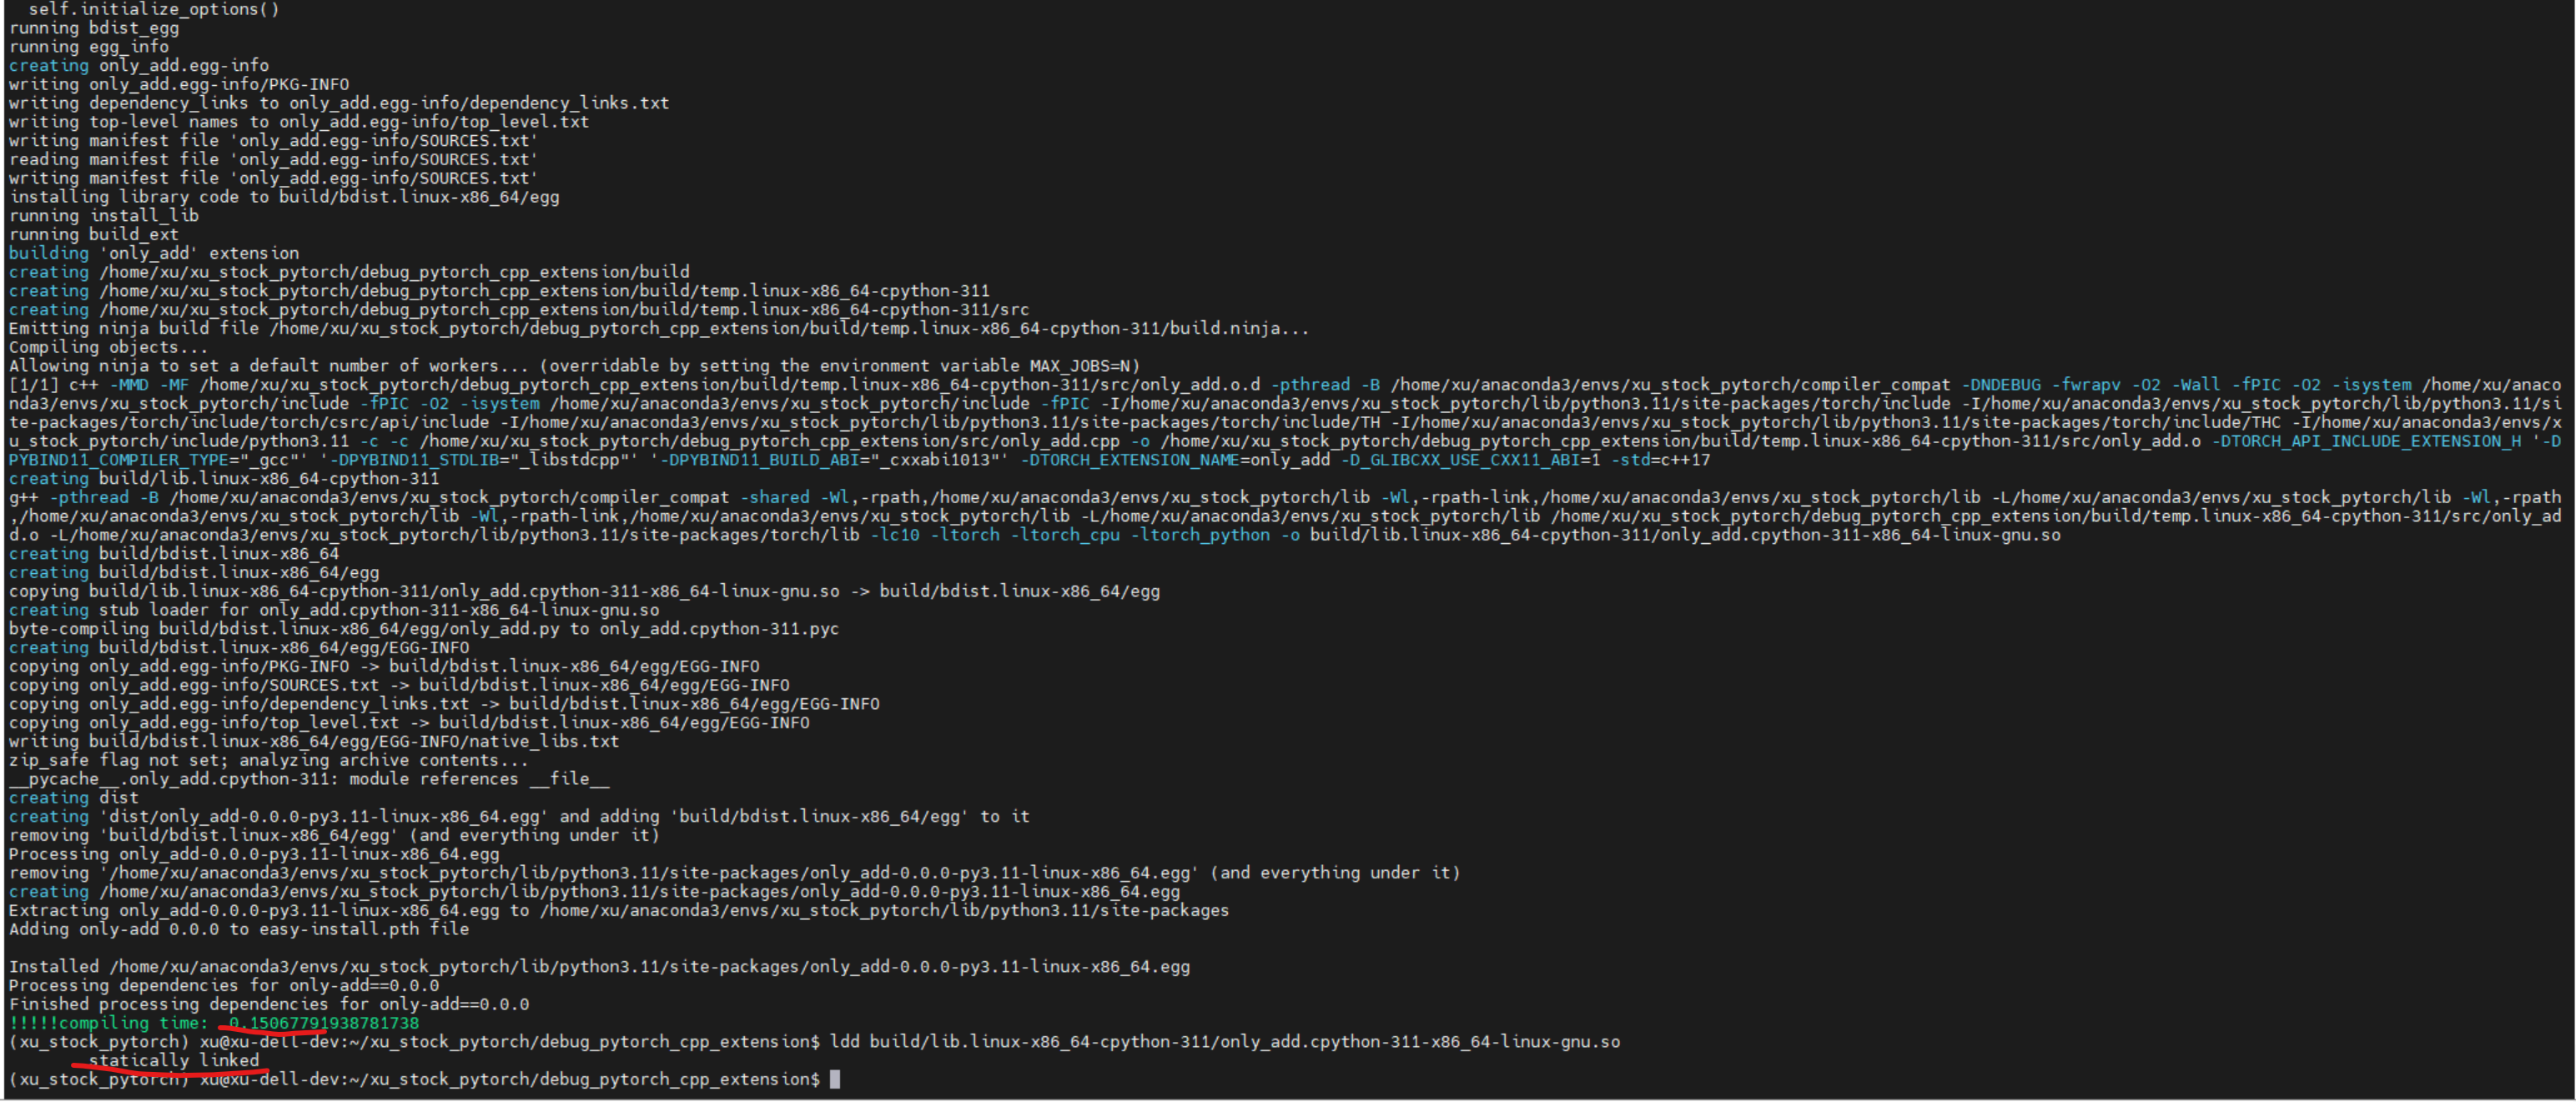 self.initialize_options()
running bdist_egg
running egg_info
creating only_add.egg-info
writing only_add.egg-info/PKG-INFO
writing dependency_links to only_add.egg-info/dependency_links.txt
writing top-level names to only_add.egg-info/top_level.txt
writing manifest file 'only_add.egg-info/SOURCES.txt'
reading manifest file 'only_add.egg-info/SOURCES.txt'
writing manifest file 'only_add.egg-info/SOURCES.txt'
installing library code to build/bdist.linux-x86_64/egg
running install_lib
running build_ext
building 'only_add' extension
creating /home/xu/xu_stock_pytorch/debug_pytorch_cpp_extension/build
creating /home/xu/xu_stock_pytorch/debug_pytorch_cpp_extension/build/temp.linux-x86_64-cpython-311
creating /home/xu/xu_stock_pytorch/debug_pytorch_cpp_extension/build/temp.linux-x86_64-cpython-311/src
Emitting ninja build file /home/xu/xu_stock_pytorch/debug_pytorch_cpp_extension/build/temp.linux-x86_64-cpython-311/build.ninja...
Compiling objects...
Allowing ninja to set a default number of workers... (overridable by setting the environment variable MAX_JOBS=N)
[1/1] c++ -MMD -MF /home/xu/xu_stock_pytorch/debug_pytorch_cpp_extension/build/temp.linux-x86_64-cpython-311/src/only_add.o.d -pthread -B /home/xu/anaconda3/envs/xu_stock_pytorch/compiler_compat -DNDEBUG -fwrapv -O2 -Wall -fPIC -O2 -isystem /home/xu/anaco
nda3/envs/xu_stock_pytorch/include -fPIC -O2 -isystem /home/xu/anaconda3/envs/xu_stock_pytorch/include -fPIC -I/home/xu/anaconda3/envs/xu_stock_pytorch/lib/python3.11/site-packages/torch/include -I/home/xu/anaconda3/envs/xu_stock_pytorch/lib/python3.11/si
te-packages/torch/include/torch/csrc/api/include -I/home/xu/anaconda3/envs/xu_stock_pytorch/lib/python3.11/site-packages/torch/include/TH -I/home/xu/anaconda3/envs/xu_stock_pytorch/lib/python3.11/site-packages/torch/include/THC -I/home/xu/anaconda3/envs/x
u_stock_pytorch/include/python3.11 -c -c /home/xu/xu_stock_pytorch/debug_pytorch_cpp_extension/src/only_add.cpp -o /home/xu/xu_stock_pytorch/debug_pytorch_cpp_extension/build/temp.linux-x86_64-cpython-311/src/only_add.o -DTORCH_API_INCLUDE_EXTENSION_H '-D
PYBIND11_COMPILER_TYPE="_gcc"' '-DPYBIND11_STDLIB="_libstdcpp"' '-DPYBIND11_BUILD_ABI="_cxxabi1013"' -DTORCH_EXTENSION_NAME=only_add -D_GLIBCXX_USE_CXX11_ABI=1 -std=c++17
creating build/lib.linux-x86_64-cpython-311
g++ -pthread -B /home/xu/anaconda3/envs/xu_stock_pytorch/compiler_compat -shared -Wl,-rpath,/home/xu/anaconda3/envs/xu_stock_pytorch/lib -Wl,-rpath-link,/home/xu/anaconda3/envs/xu_stock_pytorch/lib -L/home/xu/anaconda3/envs/xu_stock_pytorch/lib -Wl,-rpath
,/home/xu/anaconda3/envs/xu_stock_pytorch/lib -Wl,-rpath-link,/home/xu/anaconda3/envs/xu_stock_pytorch/lib -L/home/xu/anaconda3/envs/xu_stock_pytorch/lib /home/xu/xu_stock_pytorch/debug_pytorch_cpp_extension/build/temp.linux-x86_64-cpython-311/src/only_ad
d.o -L/home/xu/anaconda3/envs/xu_stock_pytorch/lib/python3.11/site-packages/torch/lib -lc10 -ltorch -ltorch_cpu -ltorch_python -o build/lib.linux-x86_64-cpython-311/only_add.cpython-311-x86_64-linux-gnu.so
creating build/bdist.linux-x86_64
creating build/bdist.linux-x86_64/egg
copying build/lib.linux-x86_64-cpython-311/only_add.cpython-311-x86_64-linux-gnu.so -> build/bdist.linux-x86_64/egg
creating stub loader for only_add.cpython-311-x86_64-linux-gnu.so
byte-compiling build/bdist.linux-x86_64/egg/only_add.py to only_add.cpython-311.pyc
creating build/bdist.linux-x86_64/egg/EGG-INFO
copying only_add.egg-info/PKG-INFO -> build/bdist.linux-x86_64/egg/EGG-INFO
copying only_add.egg-info/SOURCES.txt -> build/bdist.linux-x86_64/egg/EGG-INFO
copying only_add.egg-info/dependency_links.txt -> build/bdist.linux-x86_64/egg/EGG-INFO
copying only_add.egg-info/top_level.txt -> build/bdist.linux-x86_64/egg/EGG-INFO
writing build/bdist.linux-x86_64/egg/EGG-INFO/native_libs.txt
zip_safe flag not set; analyzing archive contents...
__pycache__.only_add.cpython-311: module references __file__
creating dist
creating 'dist/only_add-0.0.0-py3.11-linux-x86_64.egg' and adding 'build/bdist.linux-x86_64/egg' to it
removing 'build/bdist.linux-x86_64/egg' (and everything under it)
Processing only_add-0.0.0-py3.11-linux-x86_64.egg
removing '/home/xu/anaconda3/envs/xu_stock_pytorch/lib/python3.11/site-packages/only_add-0.0.0-py3.11-linux-x86_64.egg' (and everything under it)
creating /home/xu/anaconda3/envs/xu_stock_pytorch/lib/python3.11/site-packages/only_add-0.0.0-py3.11-linux-x86_64.egg
Extracting only_add-0.0.0-py3.11-linux-x86_64.egg to /home/xu/anaconda3/envs/xu_stock_pytorch/lib/python3.11/site-packages
Adding only-add 0.0.0 to easy-install.pth file

Installed /home/xu/anaconda3/envs/xu_stock_pytorch/lib/python3.11/site-packages/only_add-0.0.0-py3.11-linux-x86_64.egg
Processing dependencies for only-add==0.0.0
Finished processing dependencies for only-add==0.0.0
!!!!!compiling time:  0.15067791938781738
(xu_stock_pytorch) xu@xu-dell-dev:~/xu_stock_pytorch/debug_pytorch_cpp_extension$ ldd build/lib.linux-x86_64-cpython-311/only_add.cpython-311-x86_64-linux-gnu.so
        statically linked
(xu_stock_pytorch) xu@xu-dell-dev:~/xu_stock_pytorch/debug_pytorch_cpp_extension$